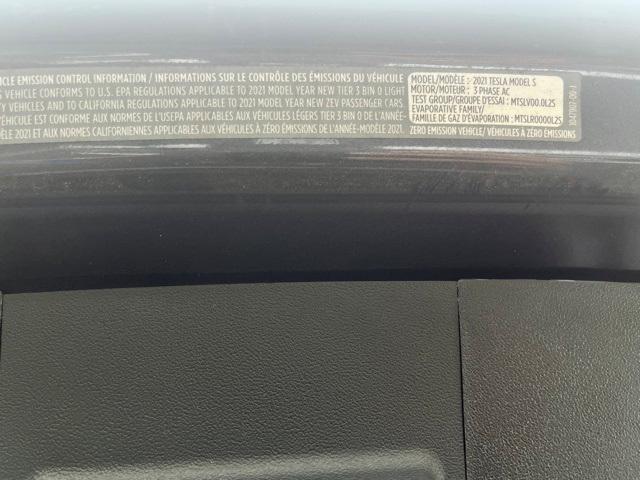 CLE EMISSION CONTROL INFORMATION / INFORMATIONS SUR LE CONTRÔLE DES ÉMISSIONS DU VÉHICULE
S VEHICLE CONFORMS TO U.S. EPA REGULATIONS APPLICABLE TO 2021 MODEL YEAR NEW TIER 3 BIN 0 LIGHT
TY VEHICLES AND TO CALIFORNIA REGULATIONS APPLICABLE TO 2021 MODEL YEAR NEW ZEV PASSENGER CARS.
VÉHICULE EST CONFORME AUX NORMES DE L'USEPA APPLICABLES AUX VÉHICULES LÉGERS TIER 3 BIN 0 DE L'ANNÉE-
MODÈLE 2021 ET AUX NORMES CALIFORNIENNES APPLICABLES AUX VÉHICULES À ZÉRO ÉMISSIONS DE L'ANNÉE-MODÈLE 2021.
MODEL/MODÈLE : 2021 TESLA MODEL S
MOTOR/MOTEUR : 3 PHASE AC
TEST GROUP/GROUPE D'ESSAI : MTSLV00.0L2S
EVAPORATIVE FAMILY/
FAMILLE DE GAZ D'ÉVAPORATION : MTSLR0000L2S
ZERO EMISSION VEHICLE/ VÉHICULES À ZÉRO ÉMISSIONS